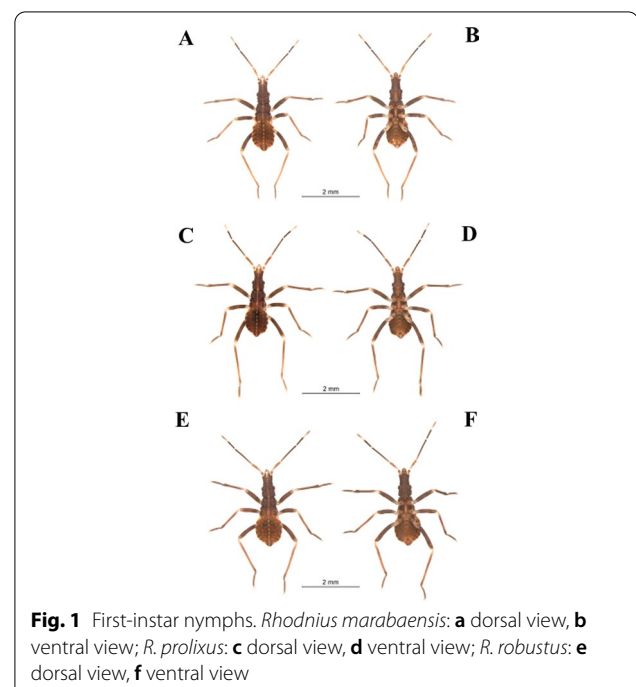 A B
2 mm
C D
2 mm
E F
2 mm
Fig. 1 First-instar nymphs. Rhodnius marabaensis: a dorsal view, b
ventral view; R. prolixus: c dorsal view, d ventral view; R. robustus: e
dorsal view, f ventral view